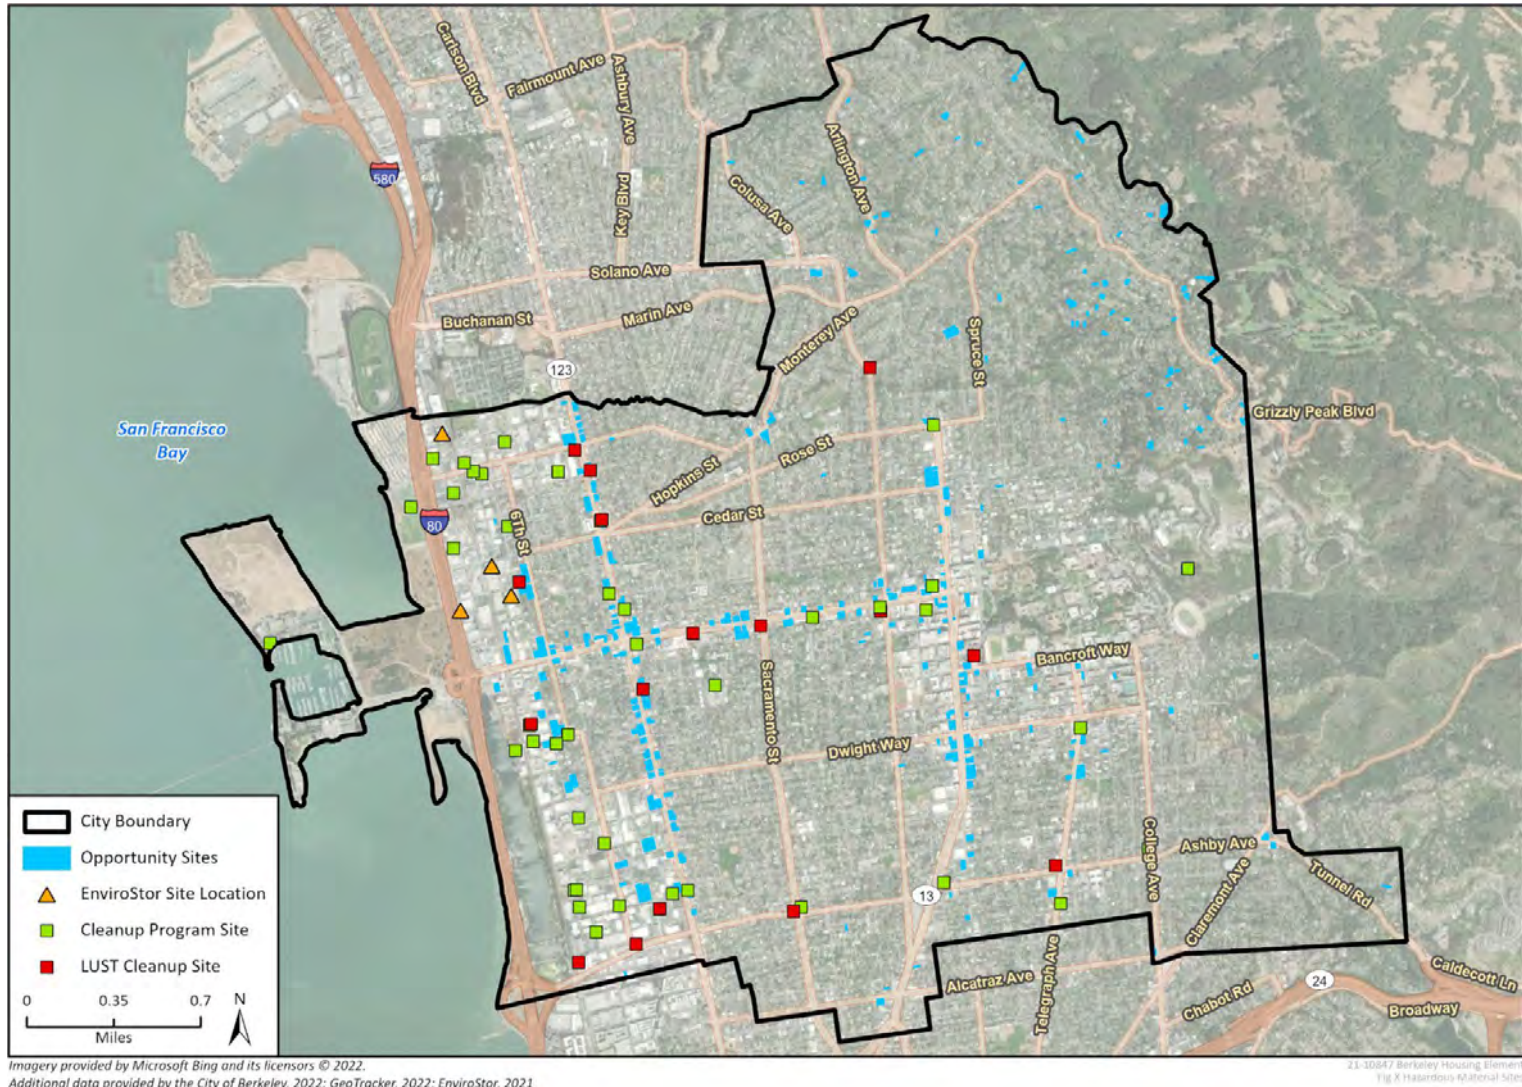 Carlson Blvd
Fairmount Ave
Ashbury Ave
580
Key Blvd
Colusa Ave
Arlington Ave
Solano Ave
Buchanan St
Marin Ave
Monterey Ave
Spruce St
123
Grizzly Peak Blvd
San Francisco
Bay
Rose St
Hopkins St
Cedar St
80
6Th St
Sacramento St
Bancroft Way
Dwight Way
College Ave
Ashby Ave
Claremont Ave
Tunnel Rd
13
Telegraph Ave
Alcatraz Ave
Chabot Rd
24
Caldecott Ln
Broadway
City Boundary
Opportunity Sites
EnviroStor Site Location
Cleanup Program Site
LUST Cleanup Site
0 0.35 0.7
Miles
N
Imagery provided by Microsoft Bing and its licensors © 2022.
Additional data provided by the City of Berkeley, 2022; GeoTracker, 2022; EnviroStor, 2021
21-10847 Berkeley Housing Element
Fig X Hazardous Material Sites